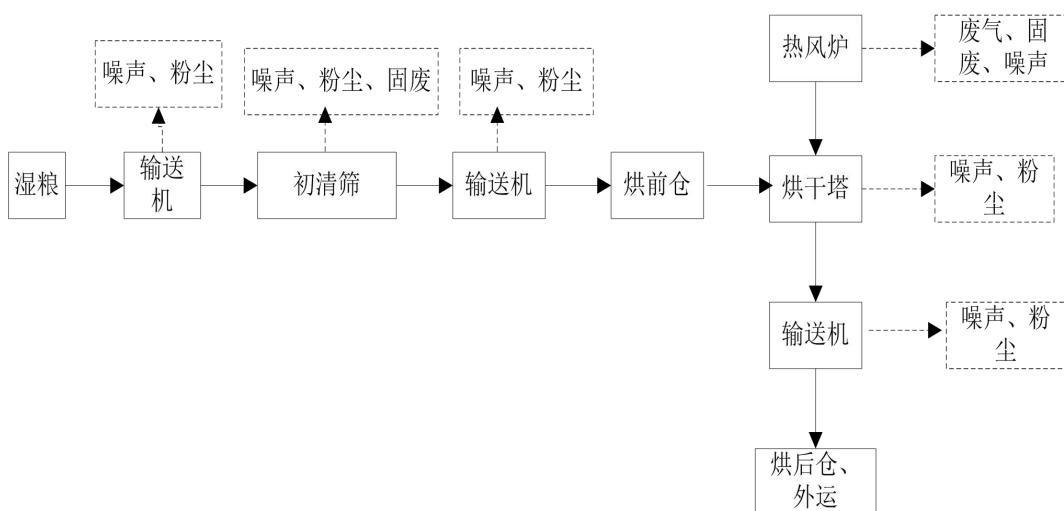 热风炉
废气、固
废、噪声
噪声、粉尘
噪声、粉尘、固废
噪声、粉尘
湿粮
输送
机
初清筛
输送机
烘前仓
烘干塔
噪声、粉
尘
输送机
噪声、粉
尘
烘后仓、
外运